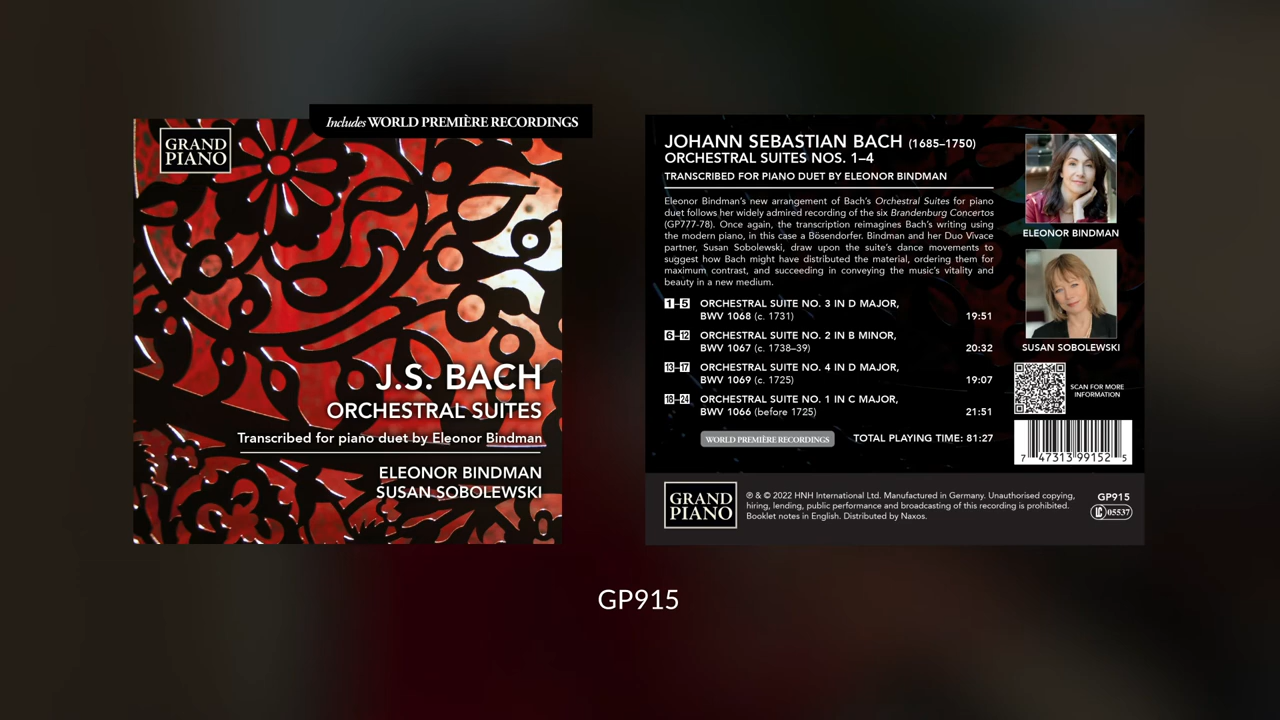 Includes WORLD PREMIÈRE RECORDINGS
GRAND
PIANO
J.S. BACH
ORCHESTRAL SUITES
Transcribed for piano duet by Eleonor Bindman
ELEONOR BINDMAN
SUSAN SOBOLEWSKI
JOHANN SEBASTIAN BACH (1685–1750)
ORCHESTRAL SUITES NOS. 1–4
TRANSCRIBED FOR PIANO DUET BY ELEONOR BINDMAN
Eleonor Bindman's new arrangement of Bach's Orchestral Suites for piano
duet follows her widely admired recording of the six Brandenburg Concertos
(GP777-78). Once again, the transcription reimagines Bach's writing using
the modern piano, in this case a Bösendorfer. Bindman and her Duo Vivace
partner, Susan Sobolewski, draw upon the suite's dance movements to
suggest how Bach might have distributed the material, ordering them for
maximum contrast, and succeeding in conveying the music's vitality and
beauty in a new medium.
1–5 ORCHESTRAL SUITE NO. 3 IN D MAJOR,
BWV 1068 (c. 1731) 19:51
6–12 ORCHESTRAL SUITE NO. 2 IN B MINOR,
BWV 1067 (c. 1738–39) 20:32
13–17 ORCHESTRAL SUITE NO. 4 IN D MAJOR,
BWV 1069 (c. 1725) 19:07
18–24 ORCHESTRAL SUITE NO. 1 IN C MAJOR,
BWV 1066 (before 1725) 21:51
WORLD PREMIÈRE RECORDINGS TOTAL PLAYING TIME: 81:27
ELEONOR BINDMAN
SUSAN SOBOLEWSKI
SCAN FOR MORE
INFORMATION
7 47313 99152 5
GRAND
PIANO
℗ & © 2022 HNH International Ltd. Manufactured in Germany. Unauthorised copying,
hiring, lending, public performance and broadcasting of this recording is prohibited.
Booklet notes in English. Distributed by Naxos.
GP915
LC 05537
GP915